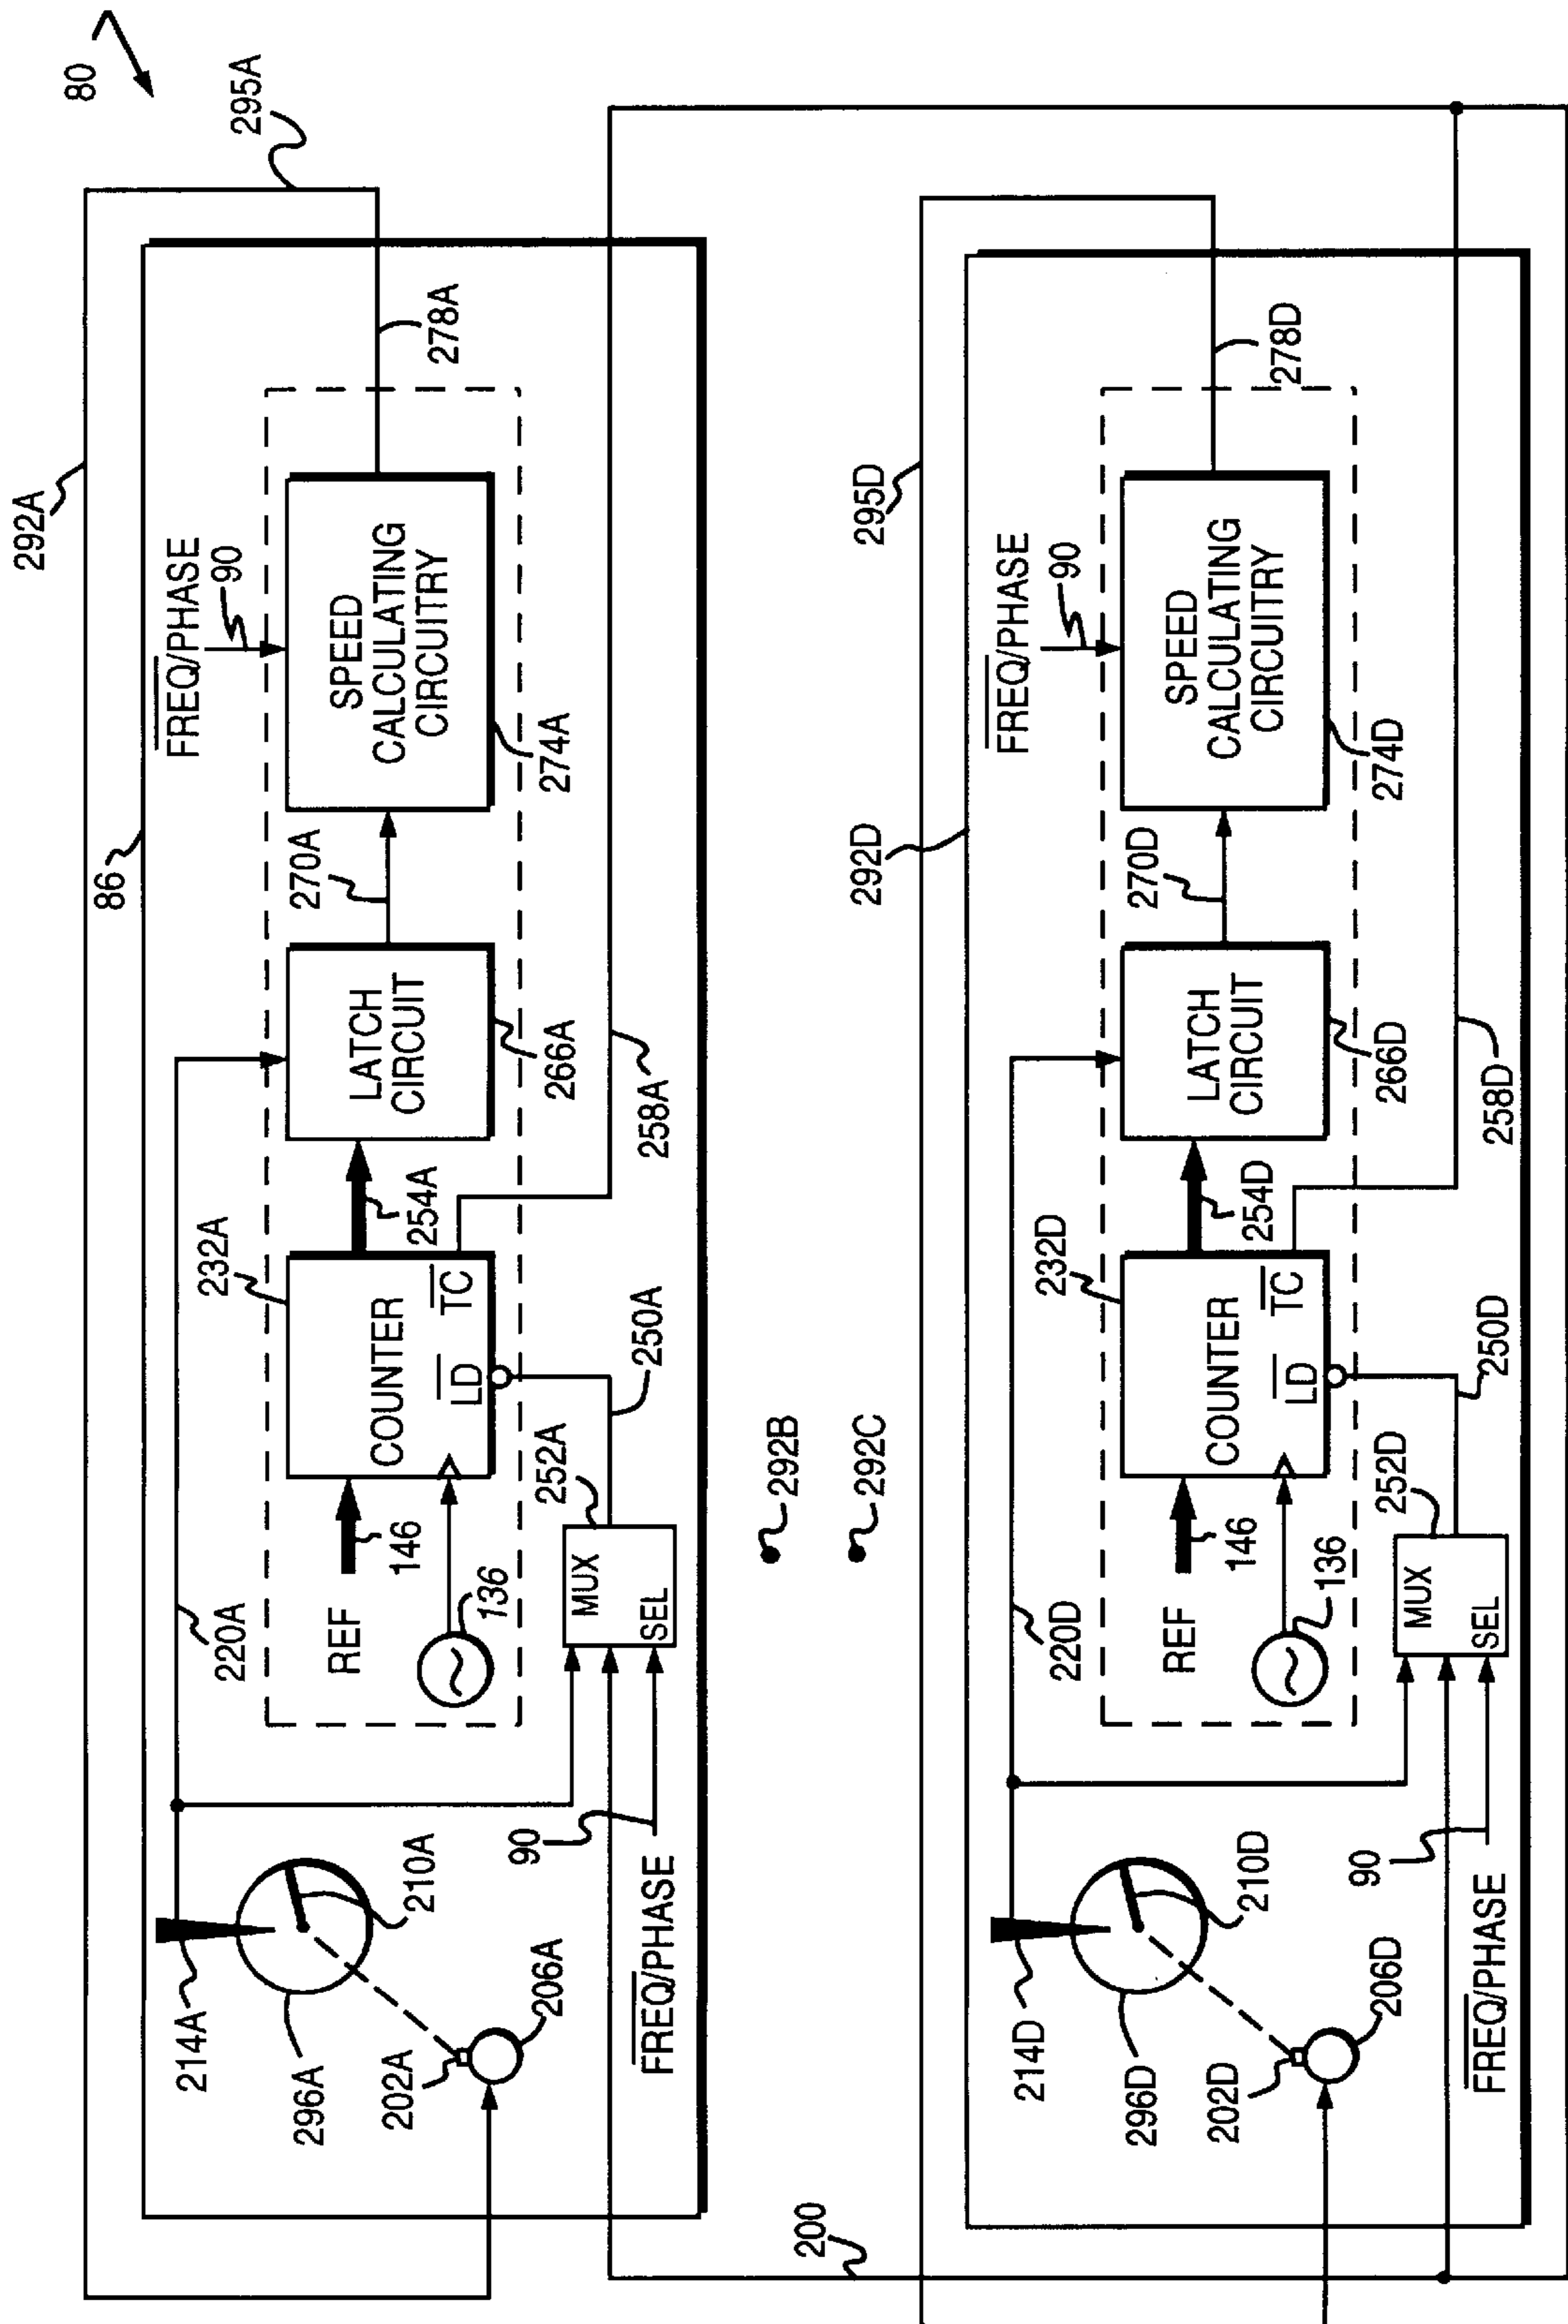 80
292A
295A
86
FREQ/PHASE
90
SPEED
CALCULATING
CIRCUITRY
274A
278A
270A
LATCH
CIRCUIT
266A
258A
254A
232A
COUNTER
LD
TC
250A
252A
MUX
SEL
220A
REF
146
136
90
FREQ/PHASE
214A
296A
210A
202A
206A
292B
292C
200
292D
295D
FREQ/PHASE
90
SPEED
CALCULATING
CIRCUITRY
274D
278D
270D
LATCH
CIRCUIT
266D
258D
254D
232D
COUNTER
LD
TC
250D
252D
MUX
SEL
220D
REF
146
136
90
FREQ/PHASE
214D
296D
210D
202D
206D